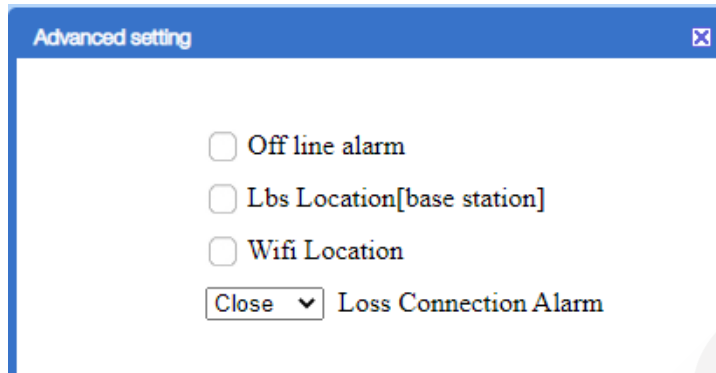 Advanced setting
Off line alarm
Lbs Location[base station]
Wifi Location
Close Loss Connection Alarm